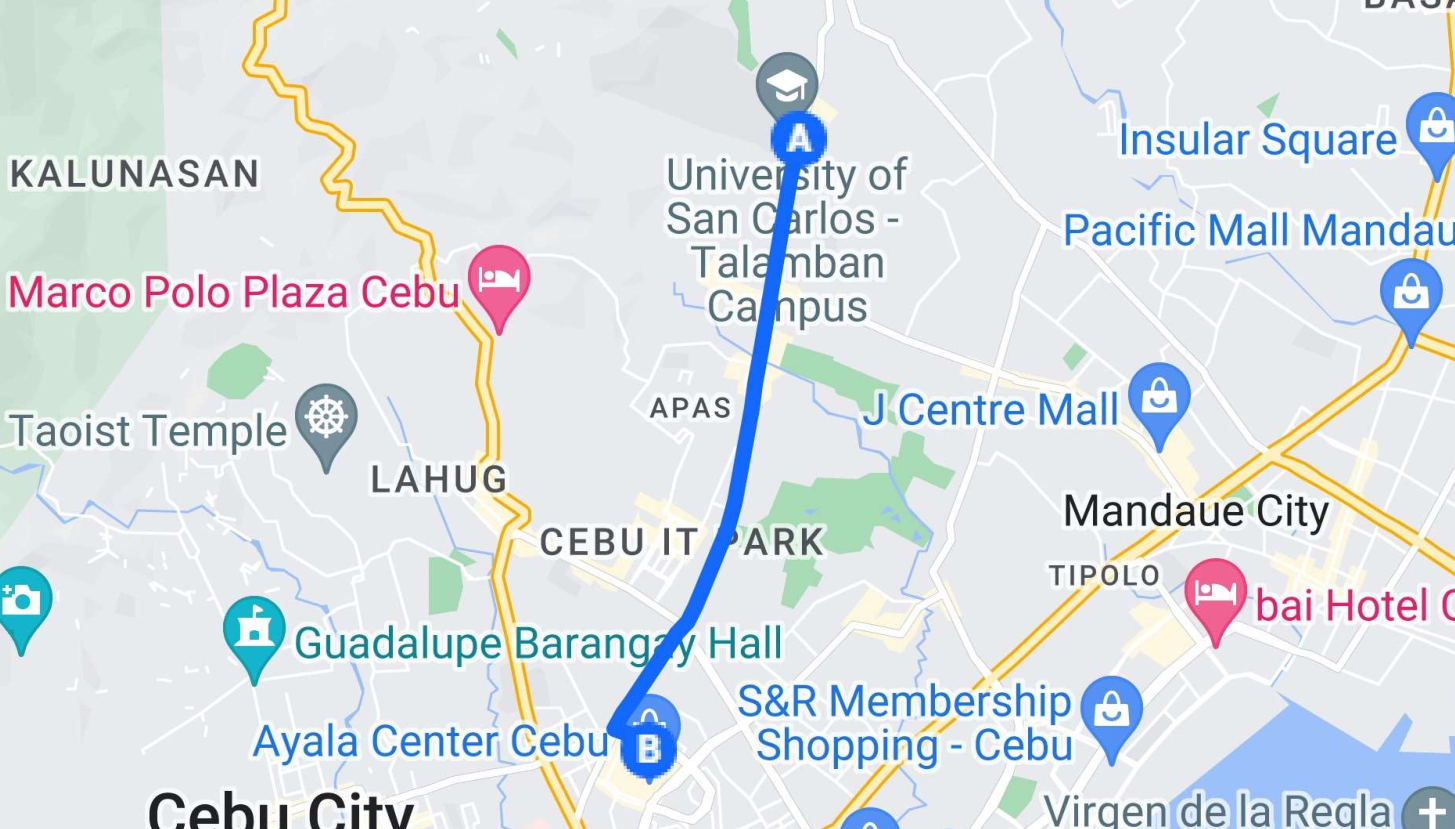 BASA
A
University of
San Carlos -
Talamban
Campus
Insular Square
KALUNASAN
Pacific Mall Mandau
Marco Polo Plaza Cebu
APAS
J Centre Mall
Taoist Temple
LAHUG
Mandaue City
CEBU IT PARK
TIPOLO
bai Hotel C
Guadalupe Barangay Hall
S&R Membership
Shopping - Cebu
Ayala Center Cebu
B
Cebu City
Virgen de la Regla